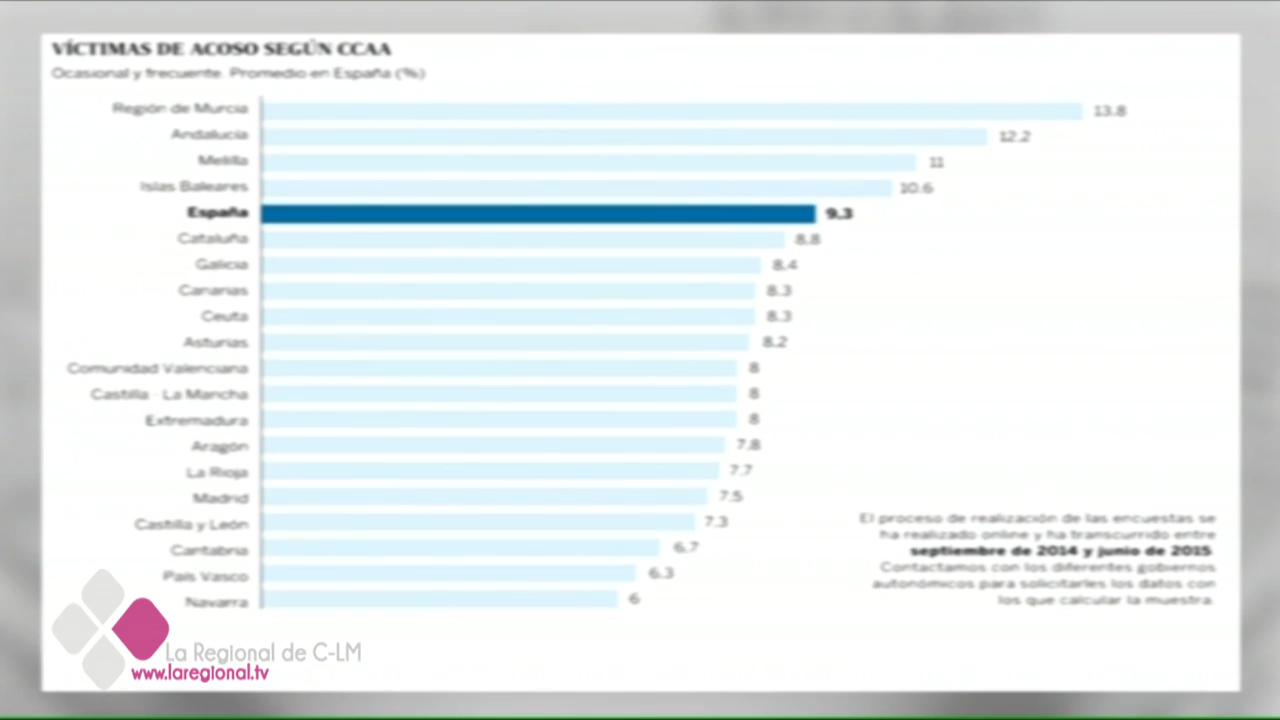 VÍCTIMAS DE ACOSO SEGÚN CCAA
Ocasional y frecuente. Promedio en España (%)
Región de Murcia 13.8
Andalucía 12.2
Melilla 11
Islas Baleares 10.6
España 9.3
Cataluña 8.8
Galicia 8.4
Canarias 8.3
Ceuta 8.3
Asturias 8.2
Comunidad Valenciana 8
Castilla - La Mancha 8
Extremadura 8
Aragón 7.8
La Rioja 7.7
Madrid 7.5
Castilla y León 7.3
Cantabria 6.7
País Vasco 6.3
Navarra 6
El proceso de realización de las encuestas se
ha realizado online y ha transcurrido entre
septiembre de 2014 y junio de 2015.
Contactamos con los diferentes gobiernos
autonómicos para solicitarles los datos con
los que calcular la muestra.
La Regional de C-LM
www.laregional.tv